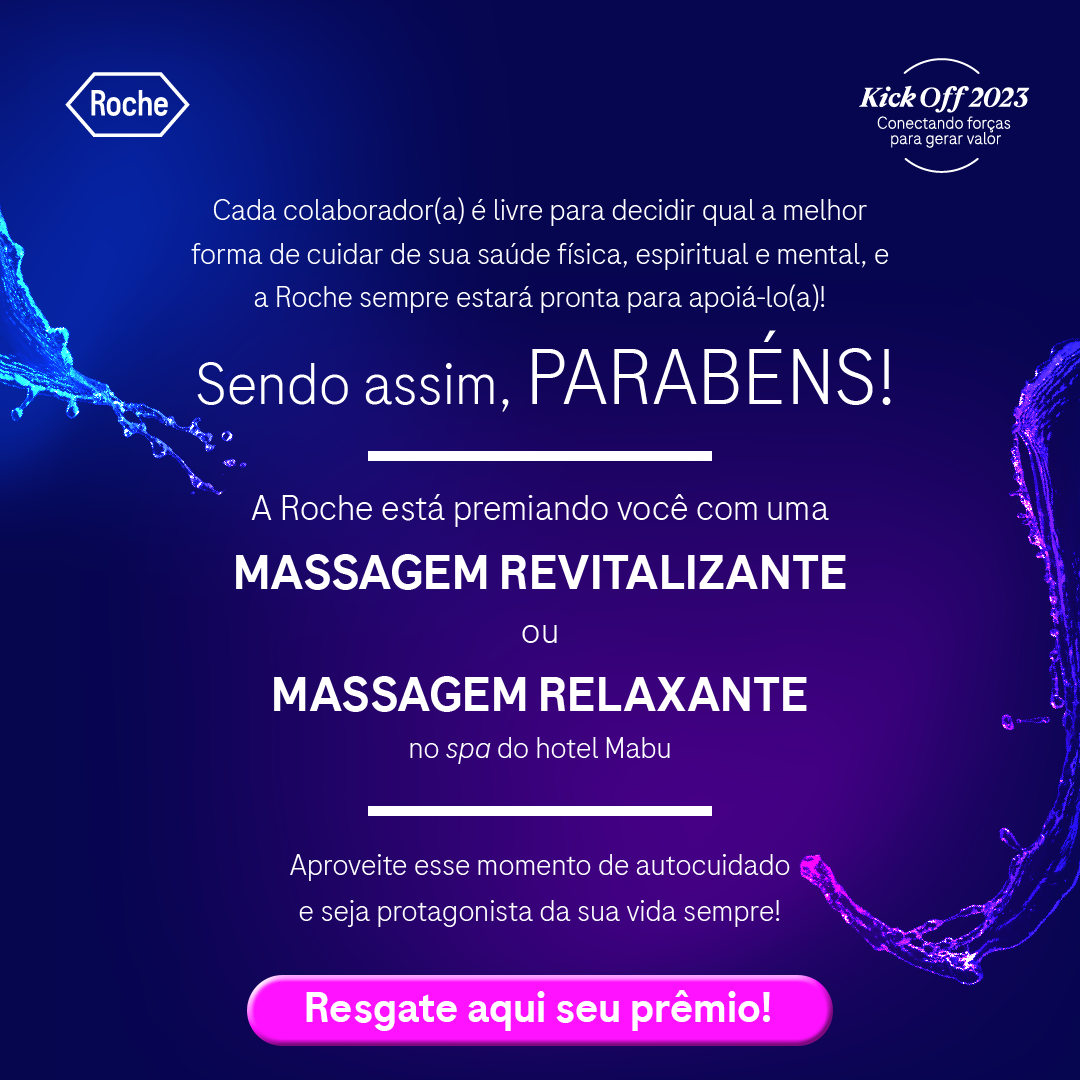 Roche
Kick Off 2023
Conectando forças
para gerar valor
Cada colaborador(a) é livre para decidir qual a melhor
forma de cuidar de sua saúde física, espiritual e mental, e
a Roche sempre estará pronta para apoiá-lo(a)!
Sendo assim, PARABÉNS!
A Roche está premiando você com uma
MASSAGEM REVITALIZANTE
ou
MASSAGEM RELAXANTE
no spa do hotel Mabu
Aproveite esse momento de autocuidado
e seja protagonista da sua vida sempre!
Resgate aqui seu prêmio!